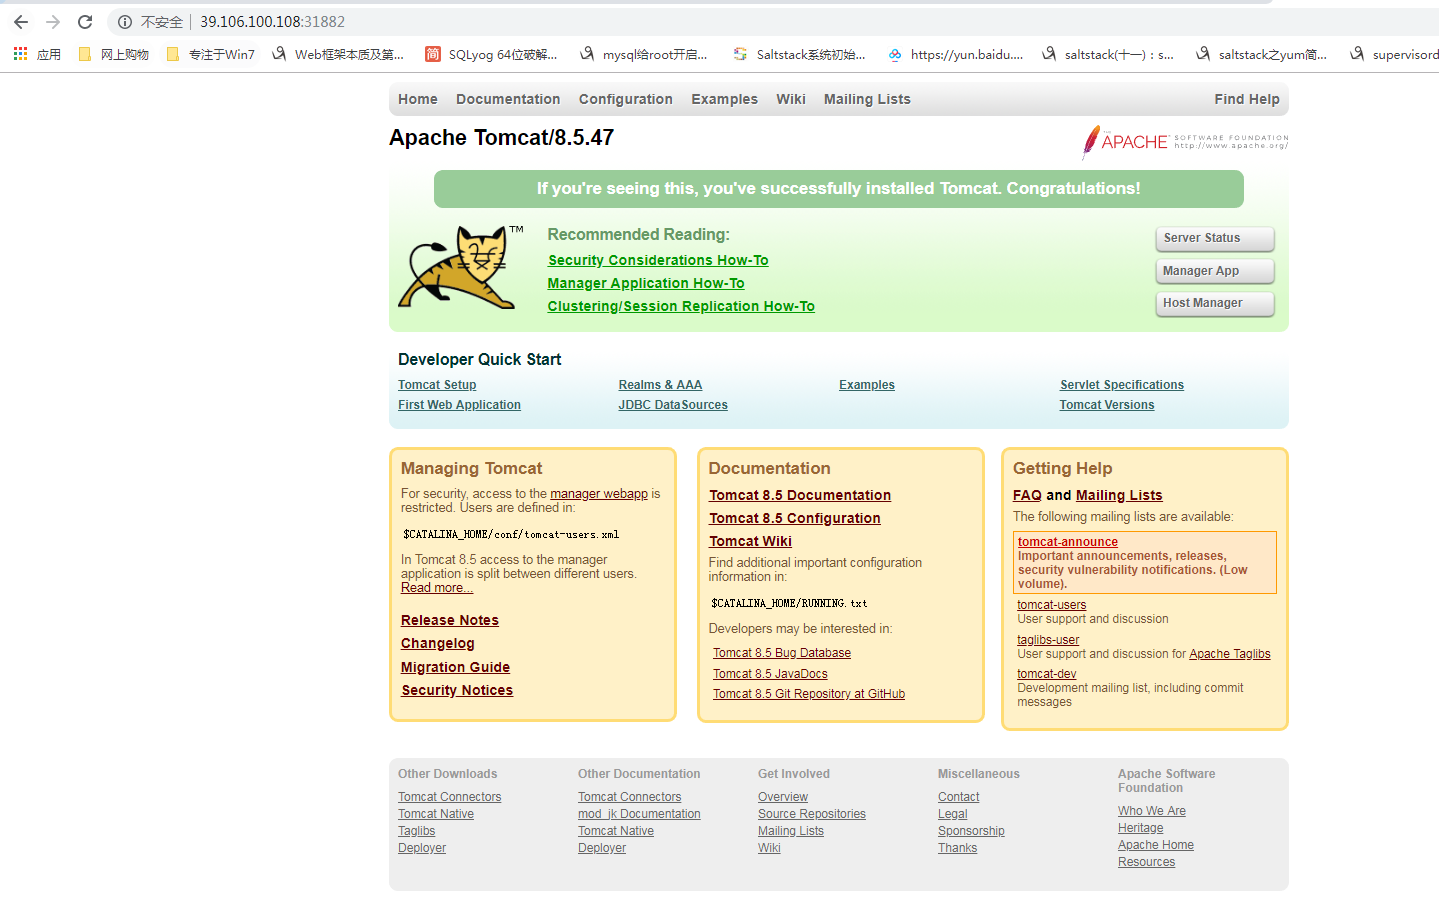 不安全 39.106.100.108:31882
应用 网上购物 专注于Win7 Web框架本质及第... SQLyog 64位破解... mysql给root开启... Saltstack系统初始... https://yun.baidu.... saltstack(十一)：s... saltstack之yum简... supervisord
Home Documentation Configuration Examples Wiki Mailing Lists Find Help
Apache Tomcat/8.5.47
APACHE SOFTWARE FOUNDATION
http://www.apache.org/
If you're seeing this, you've successfully installed Tomcat. Congratulations!
TM
Recommended Reading:
Security Considerations How-To
Manager Application How-To
Clustering/Session Replication How-To
Server Status
Manager App
Host Manager
Developer Quick Start
Tomcat Setup
First Web Application
Realms & AAA
JDBC DataSources
Examples
Servlet Specifications
Tomcat Versions
Managing Tomcat
For security, access to the manager webapp is
restricted. Users are defined in:
$CATALINA_HOME/conf/tomcat-users.xml
In Tomcat 8.5 access to the manager
application is split between different users.
Read more...
Release Notes
Changelog
Migration Guide
Security Notices
Documentation
Tomcat 8.5 Documentation
Tomcat 8.5 Configuration
Tomcat Wiki
Find additional important configuration
information in:
$CATALINA_HOME/RUNNING.txt
Developers may be interested in:
Tomcat 8.5 Bug Database
Tomcat 8.5 JavaDocs
Tomcat 8.5 Git Repository at GitHub
Getting Help
FAQ and Mailing Lists
The following mailing lists are available:
tomcat-announce
Important announcements, releases,
security vulnerability notifications. (Low
volume).
tomcat-users
User support and discussion
taglibs-user
User support and discussion for Apache Taglibs
tomcat-dev
Development mailing list, including commit
messages
Other Downloads
Tomcat Connectors
Tomcat Native
Taglibs
Deployer
Other Documentation
Tomcat Connectors
mod_jk Documentation
Tomcat Native
Deployer
Get Involved
Overview
Source Repositories
Mailing Lists
Wiki
Miscellaneous
Contact
Legal
Sponsorship
Thanks
Apache Software
Foundation
Who We Are
Heritage
Apache Home
Resources